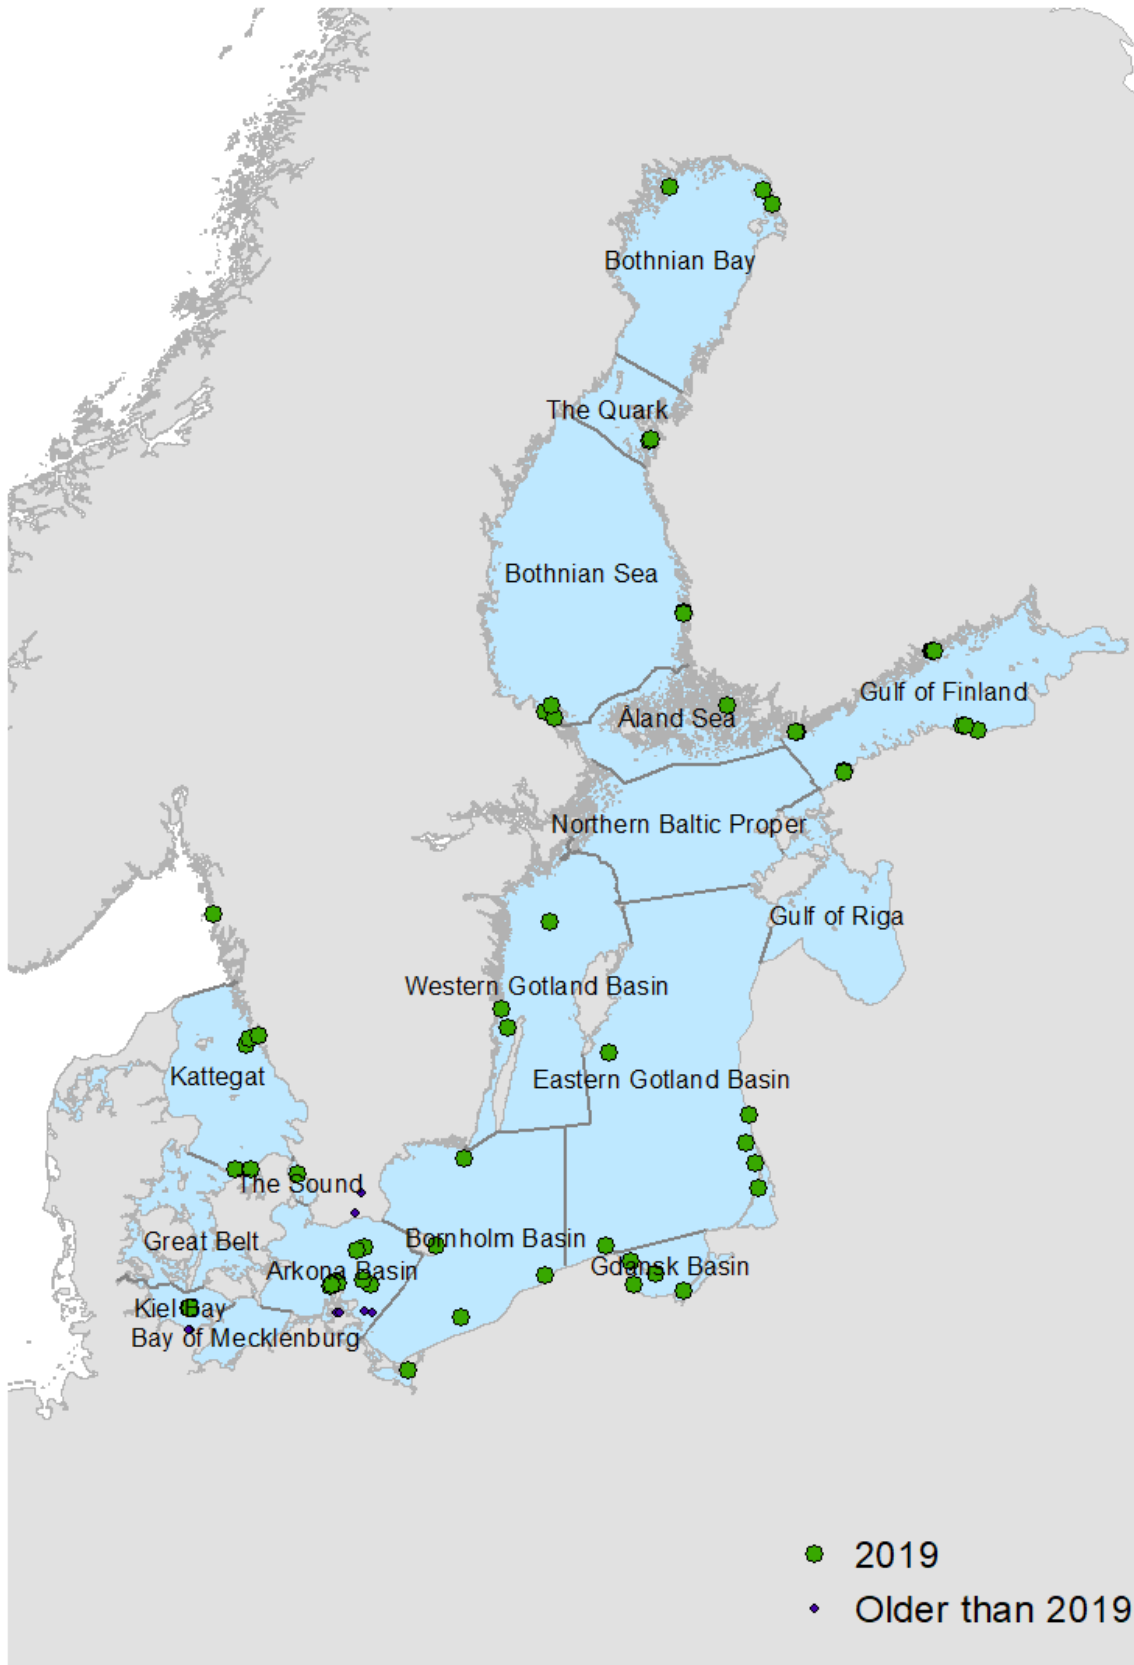 Bothnian Bay
The Quark
Bothnian Sea
Gulf of Finland
Åland Sea
Northern Baltic Proper
Gulf of Riga
Western Gotland Basin
Kattegat
Eastern Gotland Basin
The Sound
Great Belt
Bornholm Basin
Arkona Basin
Gdansk Basin
Kiel Bay
Bay of Mecklenburg
2019
Older than 2019